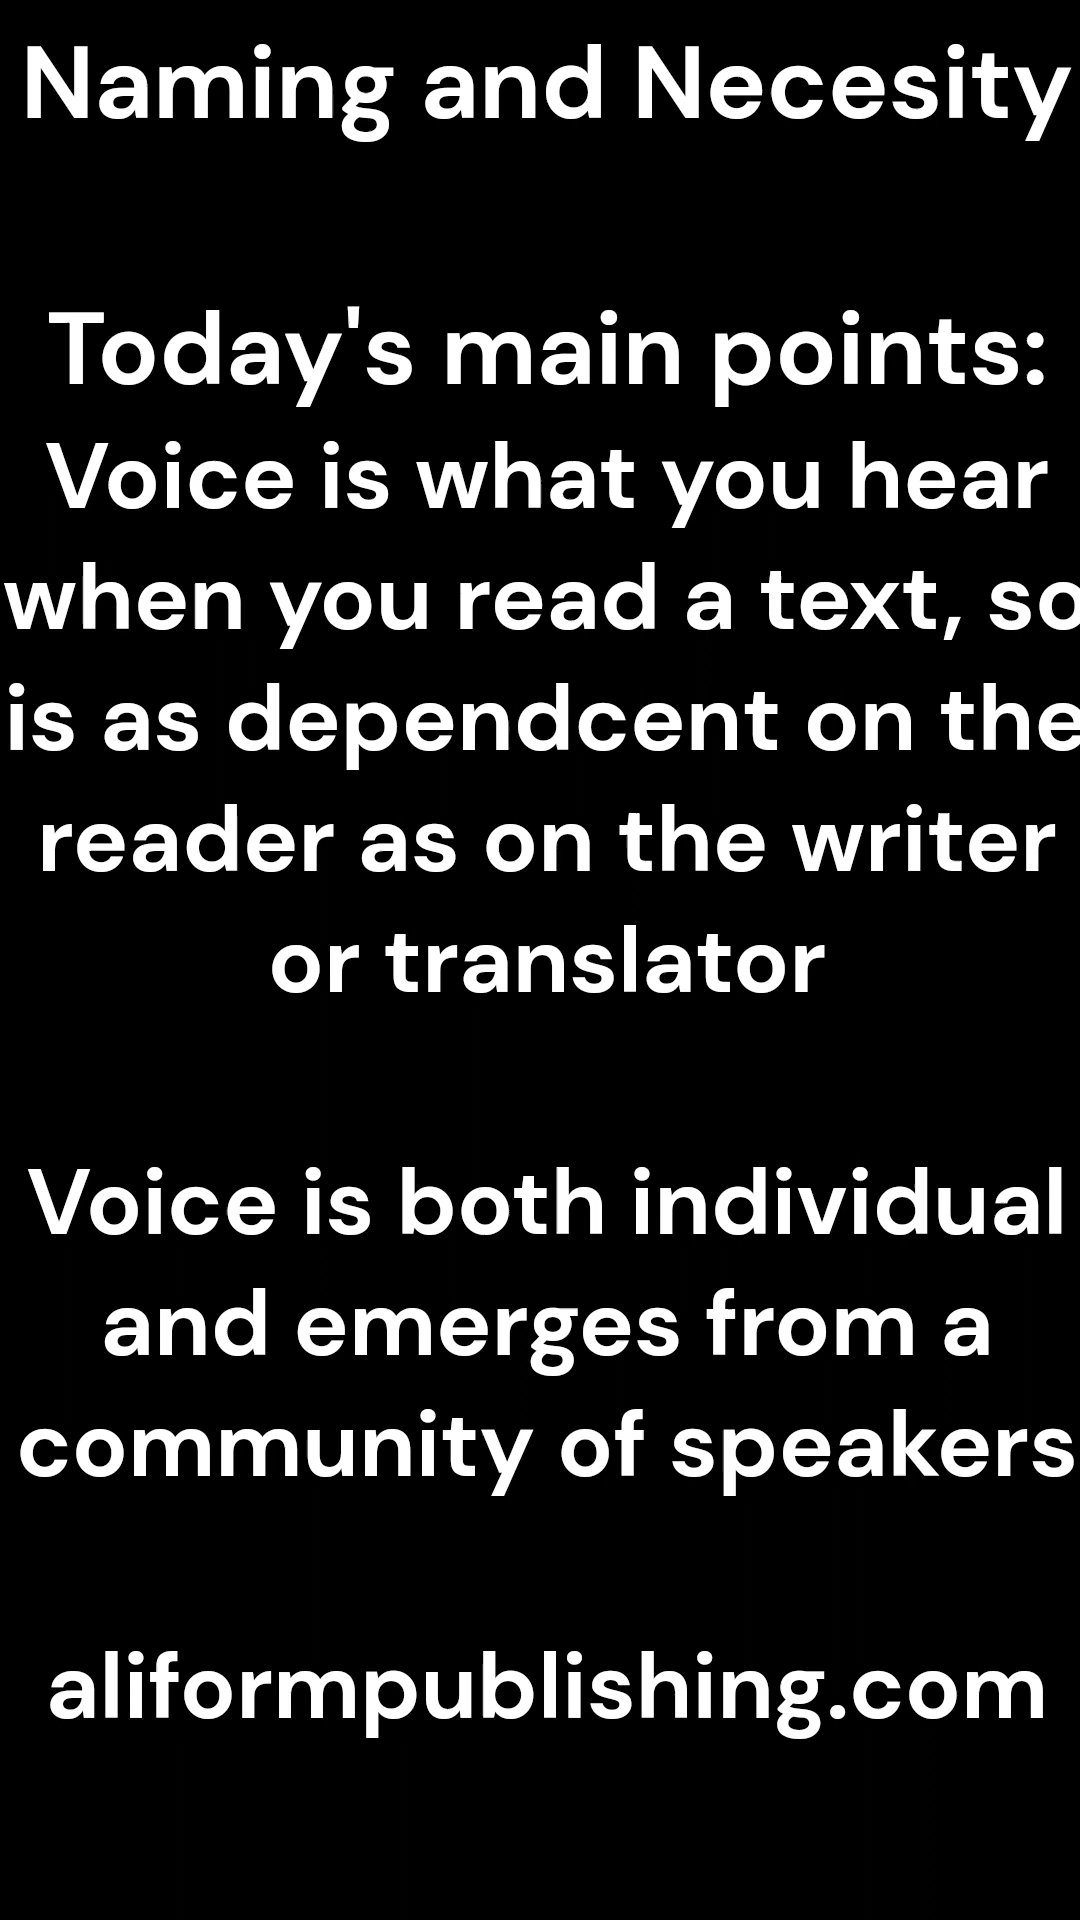 Naming and Necesity
Today's main points:
Voice is what you hear
when you read a text, so
is as dependcent on the
reader as on the writer
or translator
Voice is both individual
and emerges from a
community of speakers
aliformpublishing.com